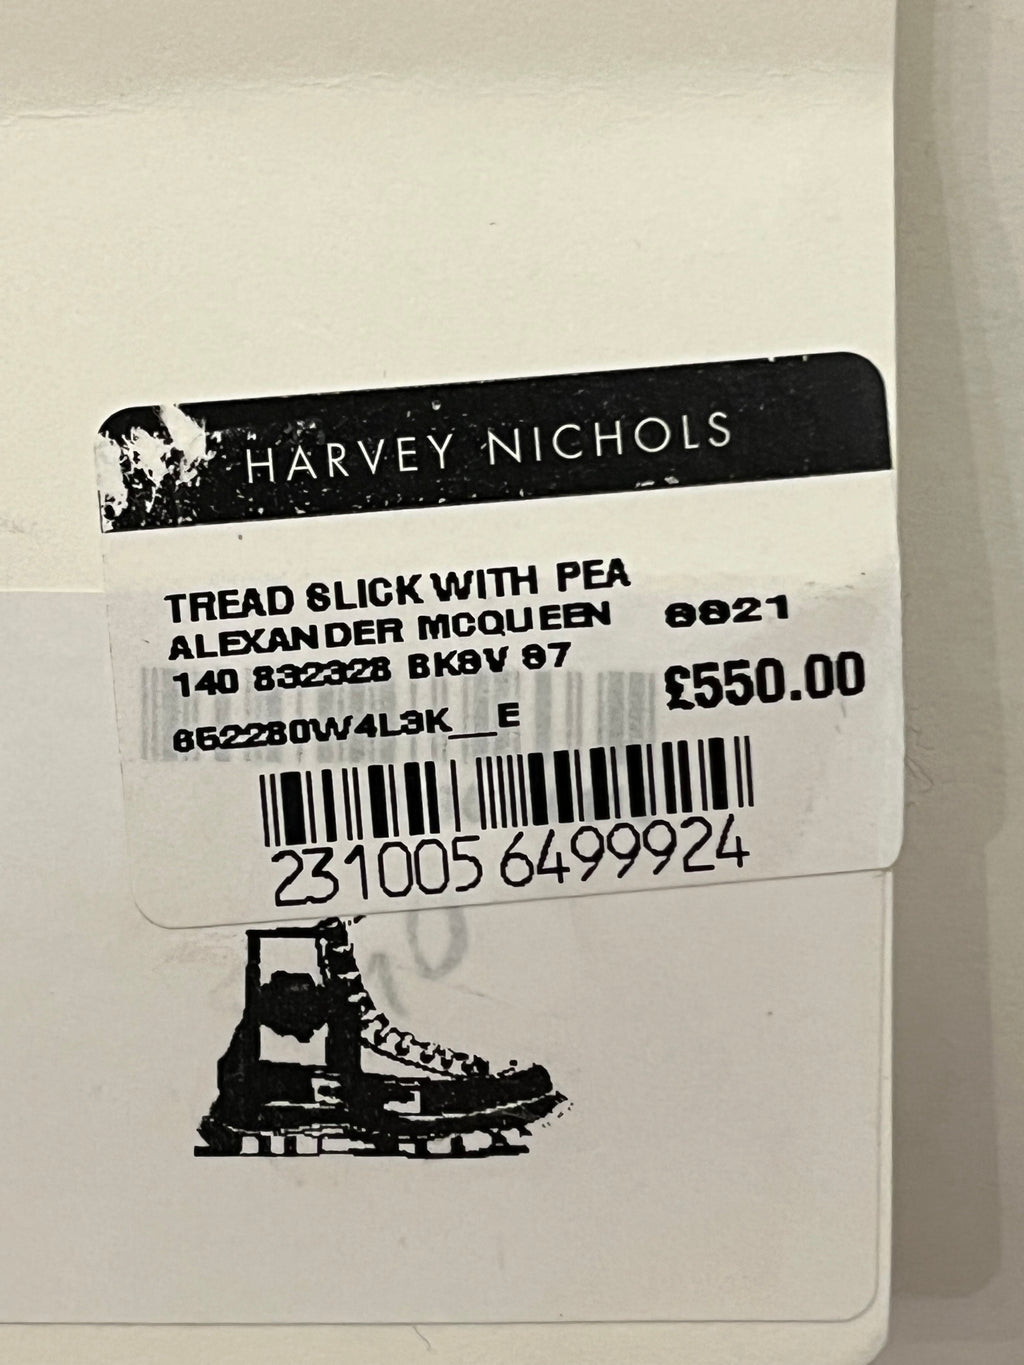 HARVEY NICHOLS
TREAD SLICK WITH PEA
ALEXANDER MCQUEEN 8821
140 832328 BK8V 87
£550.00
652280W4L3K__E
231005 6499924